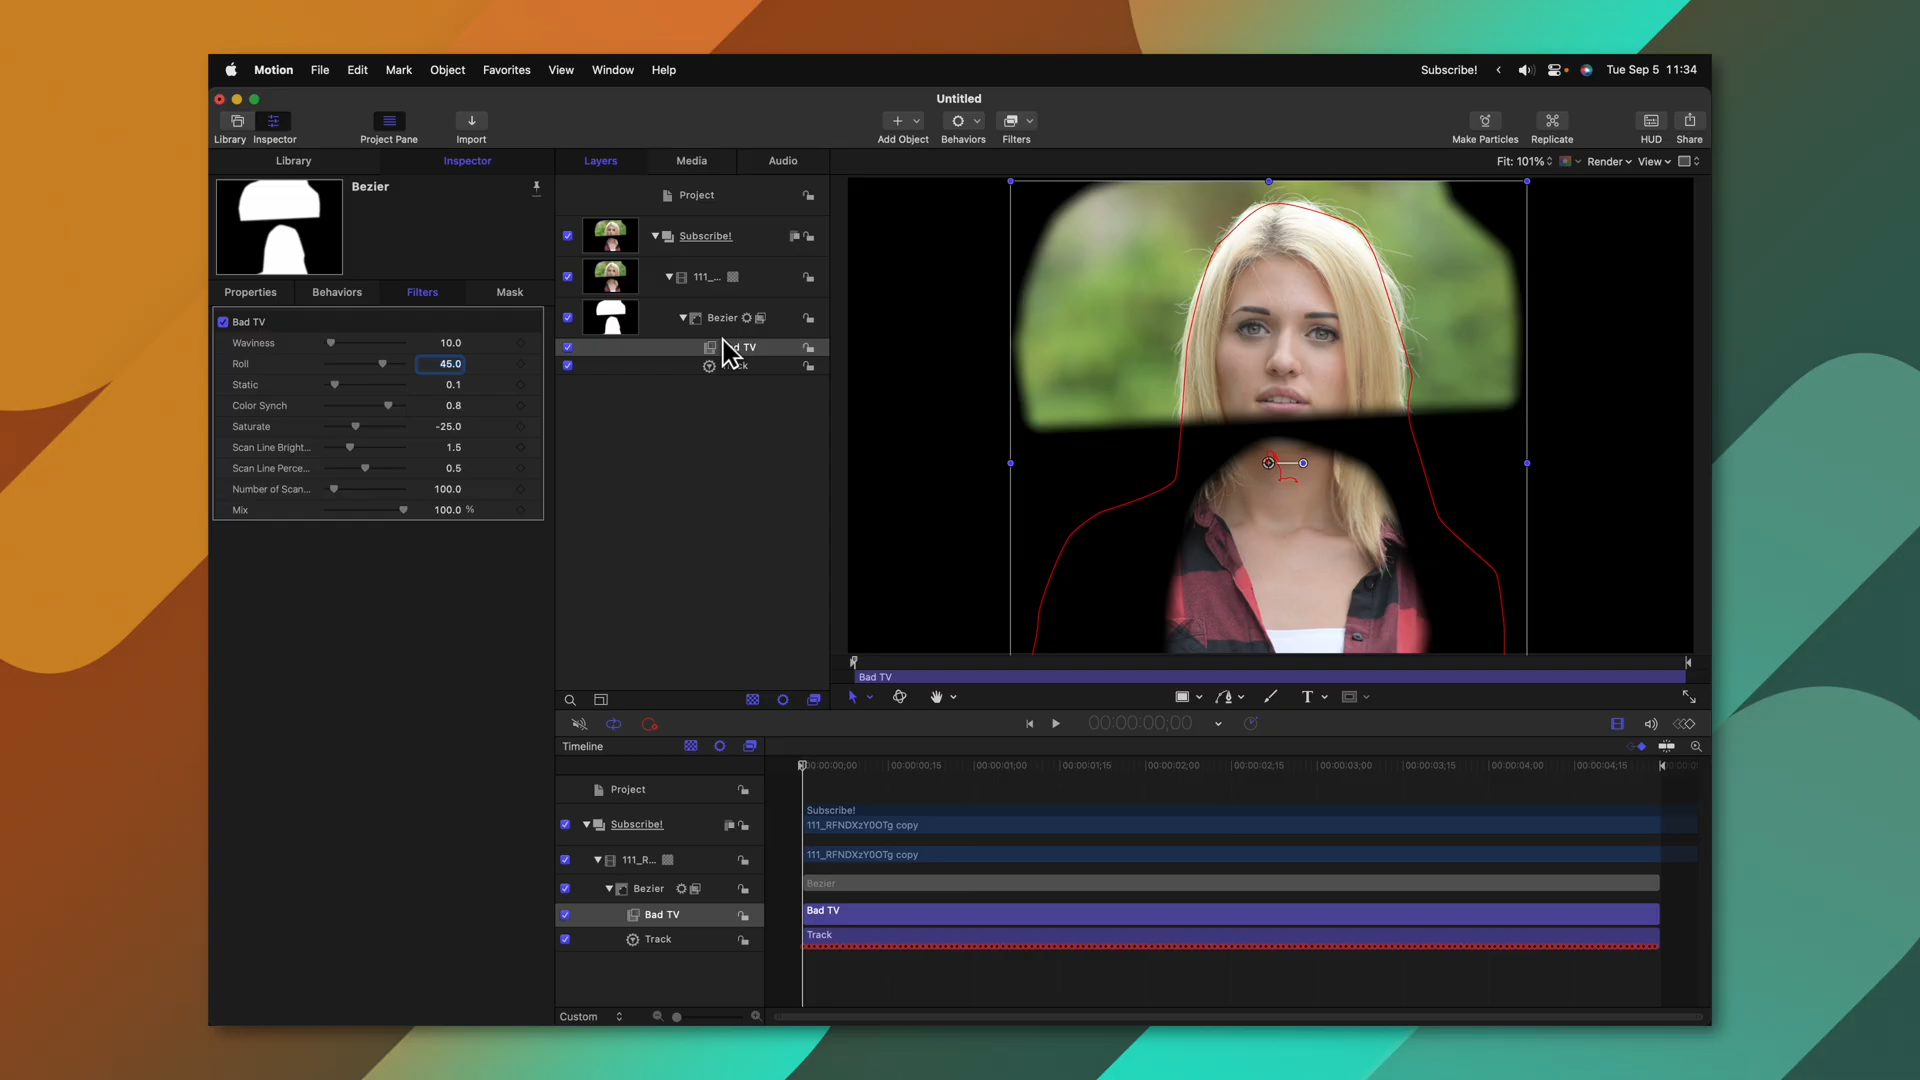 Motion File Edit Mark Object Favorites View Window Help
Subscribe! Tue Sep 5 11:34
Untitled
Library Inspector Project Pane Import
Add Object Behaviors Filters
Make Particles Replicate HUD Share
Library Inspector
Layers Media Audio
Fit: 101% Render View
Bezier
Properties Behaviors Filters Mask
Bad TV
Waviness 10.0
Roll 45.0
Static 0.1
Color Synch 0.8
Saturate -25.0
Scan Line Bright... 1.5
Scan Line Perce... 0.5
Number of Scan... 100.0
Mix 100.0 %
Project
Subscribe!
111_...
Bezier
TV
Bad TV
00:00:00;00
Timeline
00:00:00;00 00:00:00;15 00:00:01;00 00:00:01;15 00:00:02;00 00:00:02;15 00:00:03;00 00:00:03;15 00:00:04;00 00:00:04;15
Project
Subscribe!
Subscribe!
111_RFNDXzY0OTg copy
111_R...
111_RFNDXzY0OTg copy
Bezier
Bezier
Bad TV
Bad TV
Track
Track
Custom